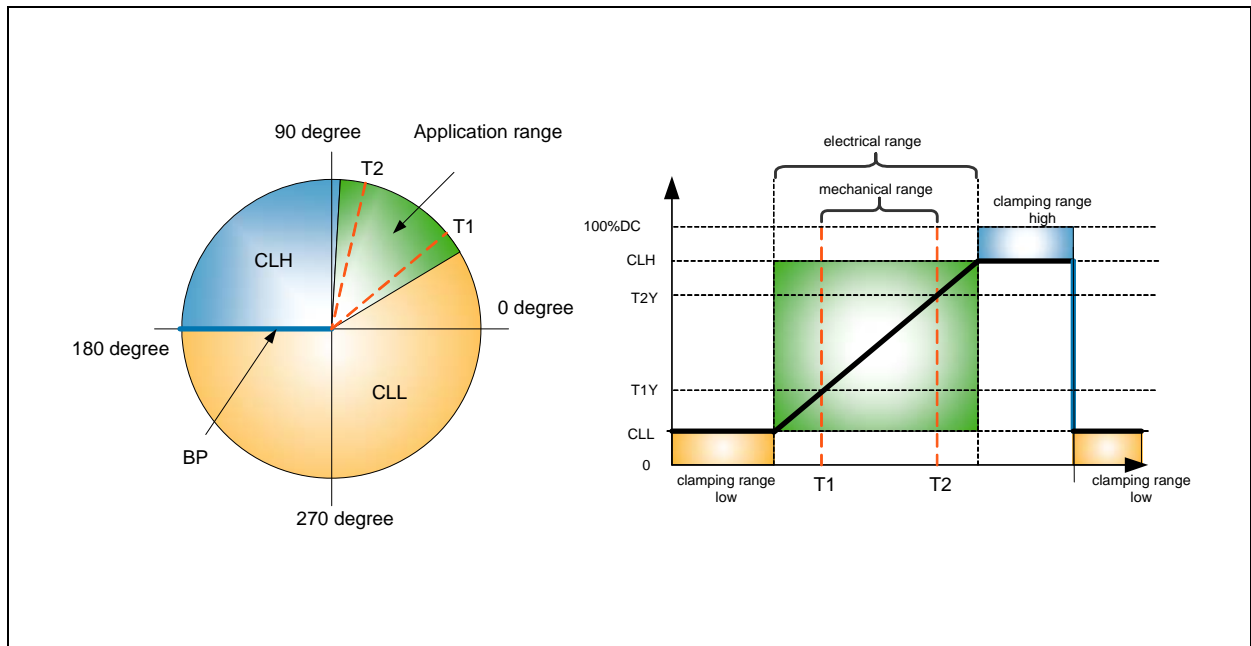 90 degree
Application range
T2
T1
CLH
0 degree
180 degree
CLL
BP
270 degree
electrical range
mechanical range
clamping range
high
100%DC
CLH
T2Y
T1Y
CLL
0
clamping range
low
T1
T2
clamping range
low